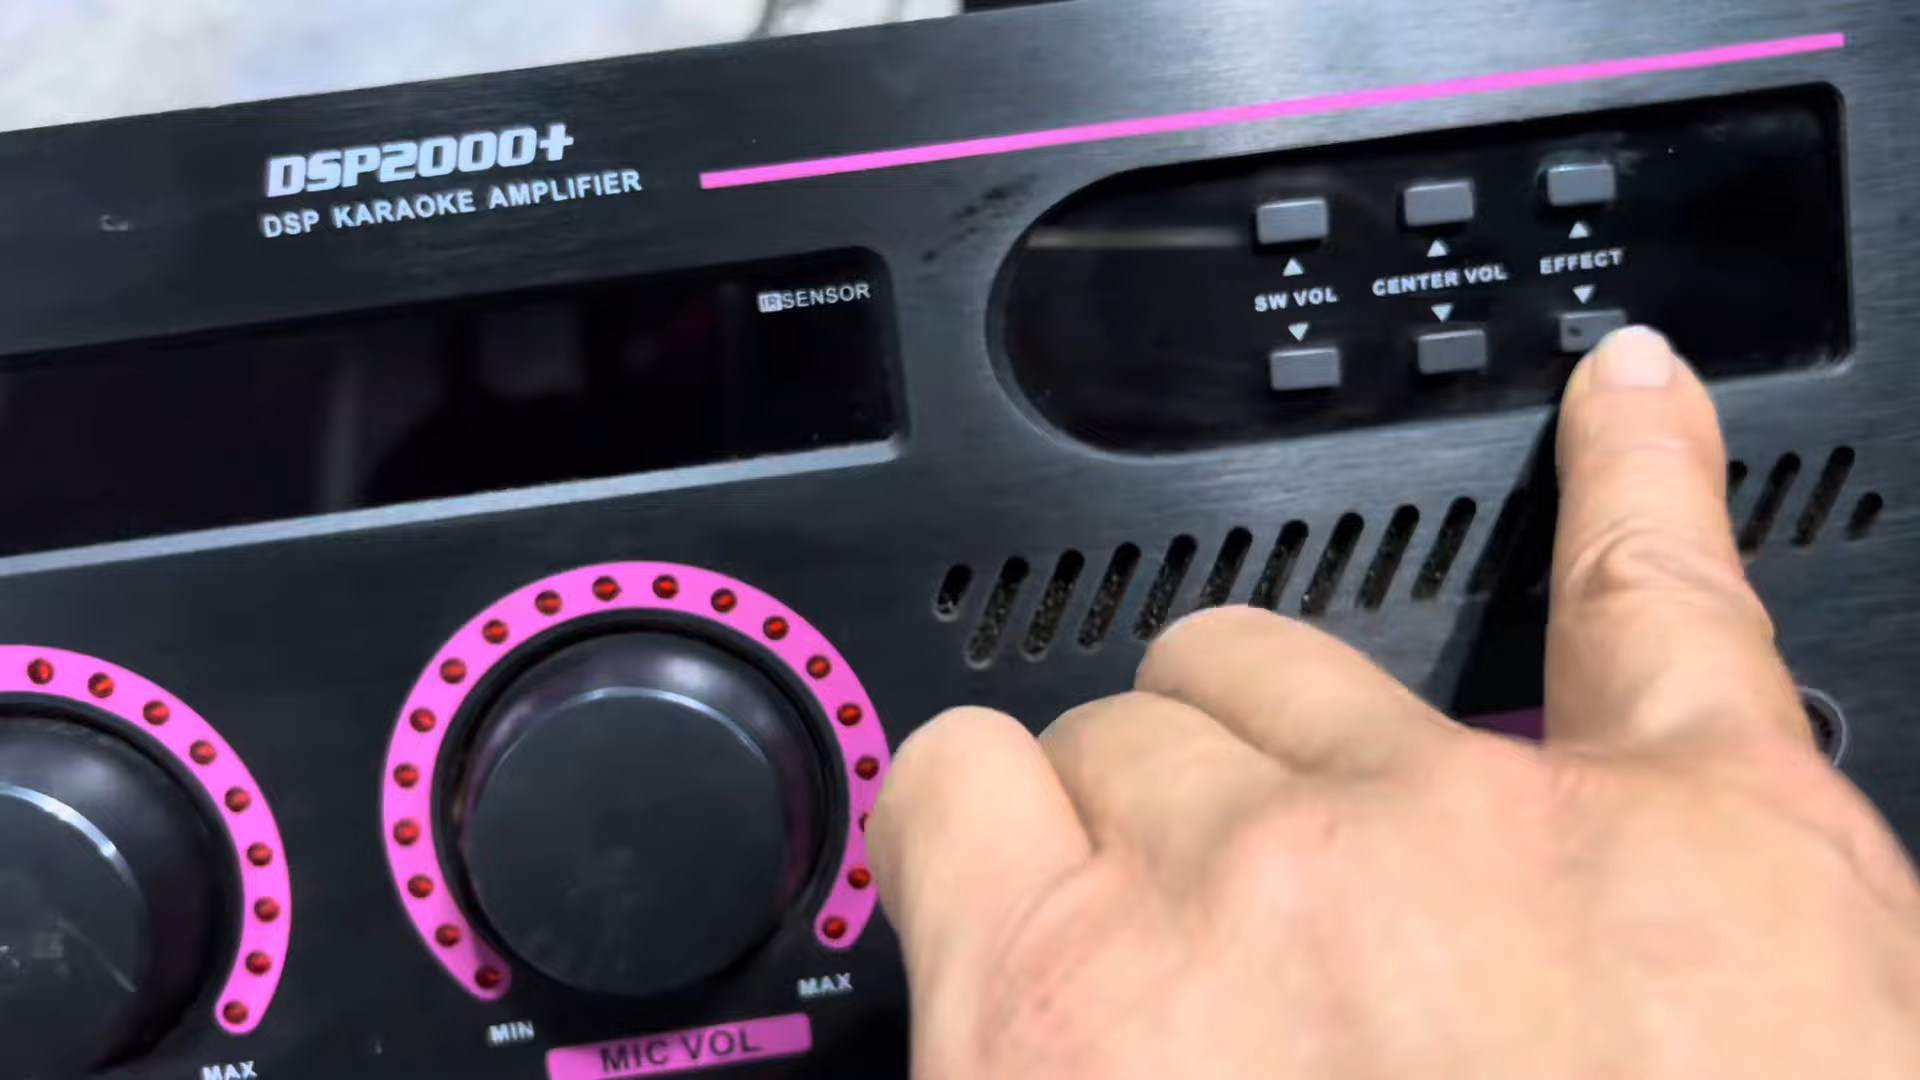 DSP2000+
DSP KARAOKE AMPLIFIER
IR SENSOR
SW VOL
CENTER VOL
EFFECT
MIN
MAX
MIC VOL
MAX